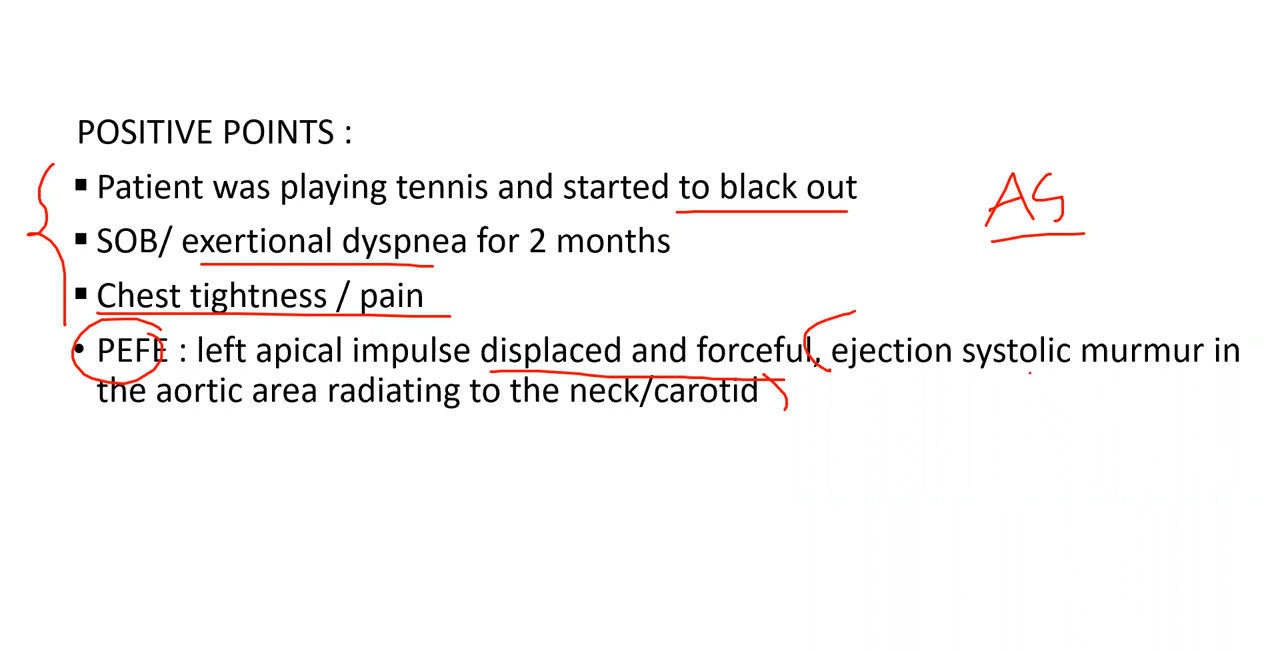 POSITIVE POINTS :
▪ Patient was playing tennis and started to black out
AS
▪ SOB/ exertional dyspnea for 2 months
▪ Chest tightness / pain
• PEFE : left apical impulse displaced and forceful, ejection systolic murmur in
the aortic area radiating to the neck/carotid